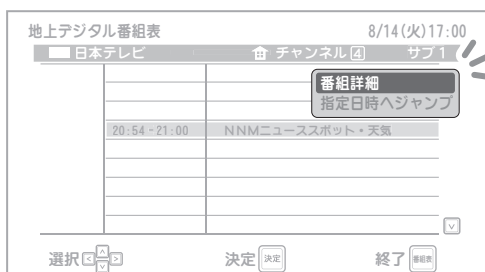 地上デジタル番組表 8/14(火)17:00
日本テレビ チャンネル4 サブ1
番組詳細
指定日時へジャンプ
20:54 - 21:00 NNMニューススポット・天気
選択 決定 決定 終了 番組表